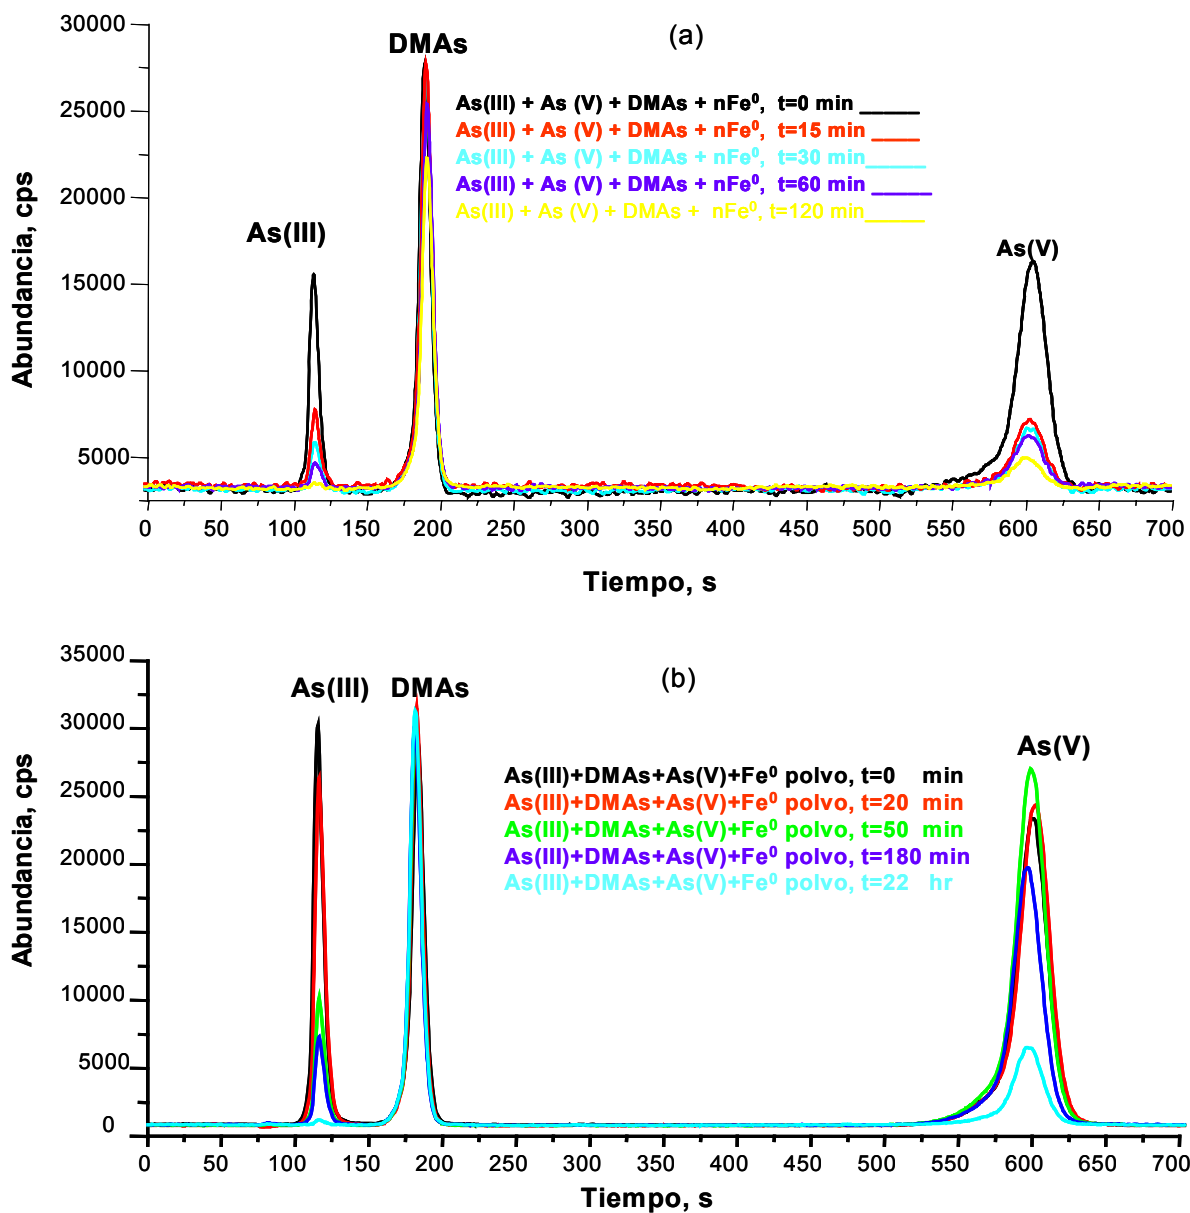 (a)
30000
25000
20000
15000
10000
5000
Abundancia, cps
As(III)
DMAs
As(V)
As(III) + As (V) + DMAs + nFe⁰, t=0 min
As(III) + As (V) + DMAs + nFe⁰, t=15 min
As(III) + As (V) + DMAs + nFe⁰, t=30 min
As(III) + As (V) + DMAs + nFe⁰, t=60 min
As(III) + As (V) + DMAs + nFe⁰, t=120 min
0 50 100 150 200 250 300 350 400 450 500 550 600 650 700
Tiempo, s
(b)
35000
30000
25000
20000
15000
10000
5000
0
Abundancia, cps
As(III) DMAs
As(V)
As(III)+DMAs+As(V)+Fe⁰ polvo, t=0 min
As(III)+DMAs+As(V)+Fe⁰ polvo, t=20 min
As(III)+DMAs+As(V)+Fe⁰ polvo, t=50 min
As(III)+DMAs+As(V)+Fe⁰ polvo, t=180 min
As(III)+DMAs+As(V)+Fe⁰ polvo, t=22 hr
0 50 100 150 200 250 300 350 400 450 500 550 600 650 700
Tiempo, s